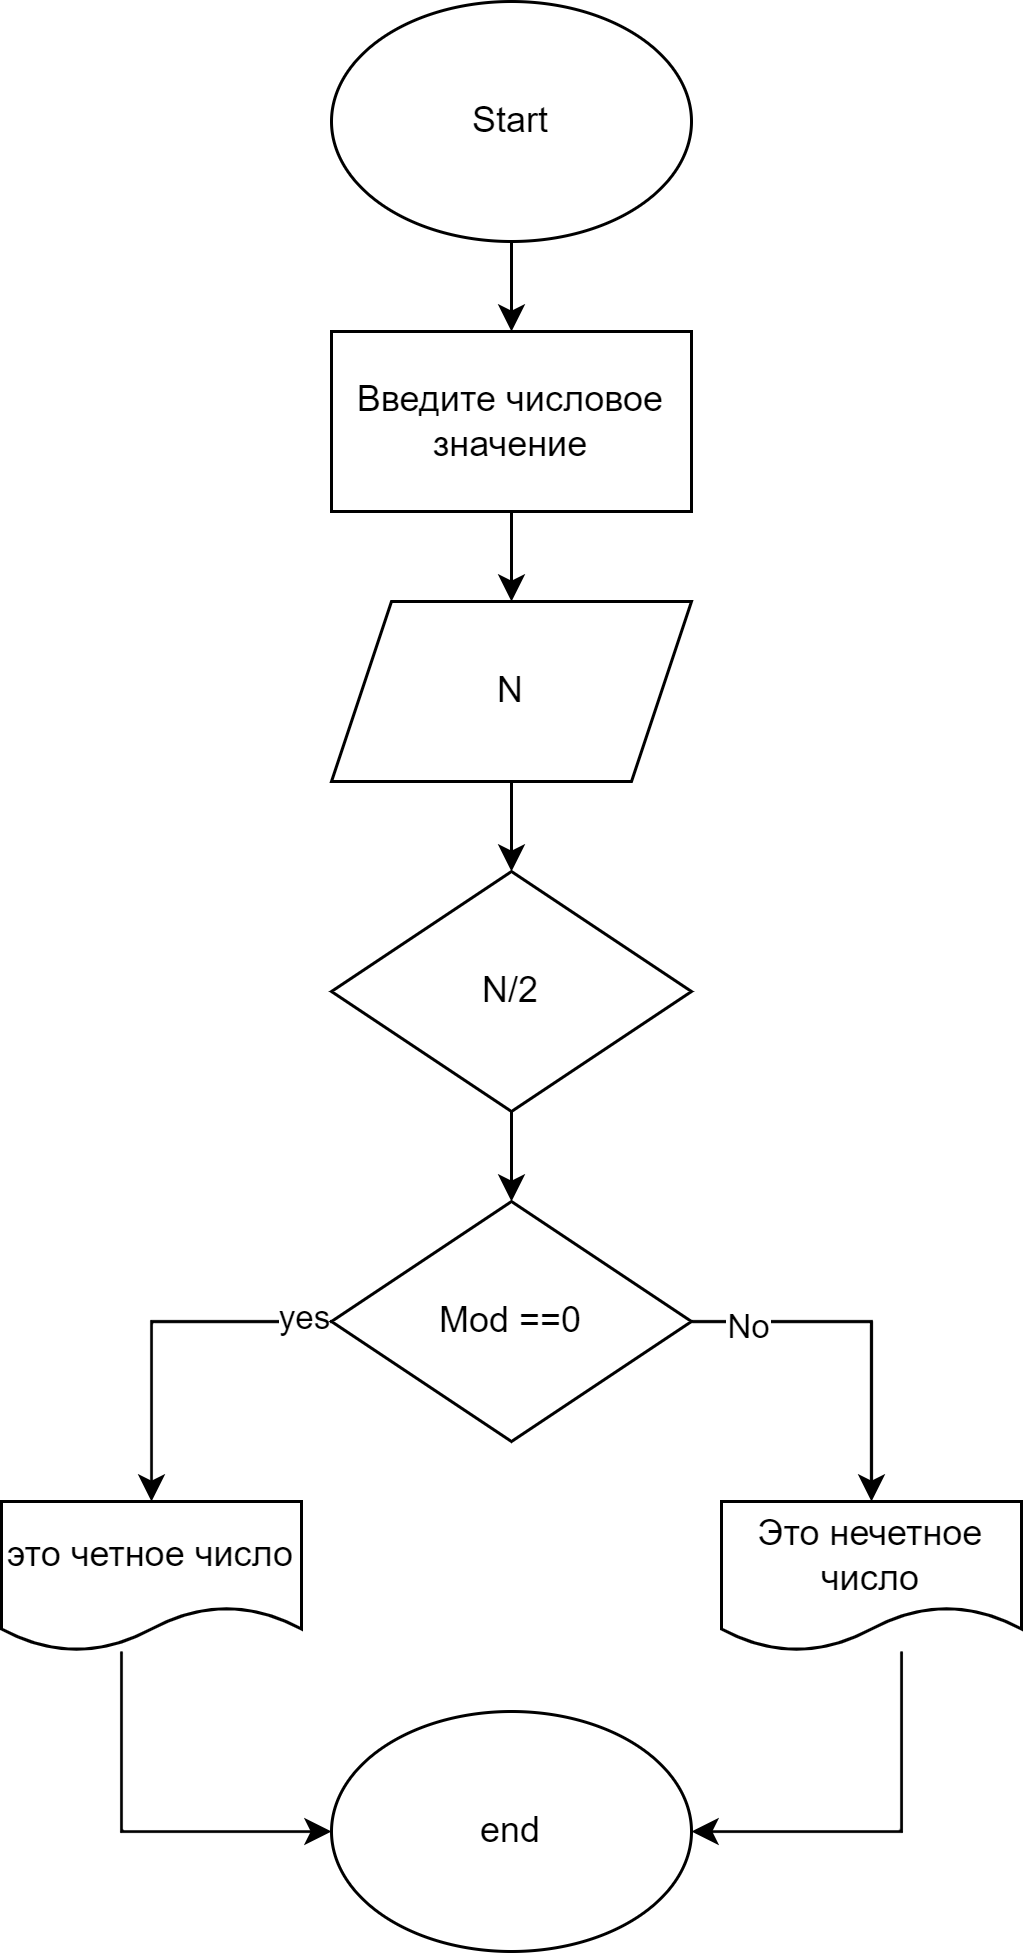 Start
Введите числовое
значение
N
N/2
Mod ==0
yes
No
это четное число
Это нечетное
число
end